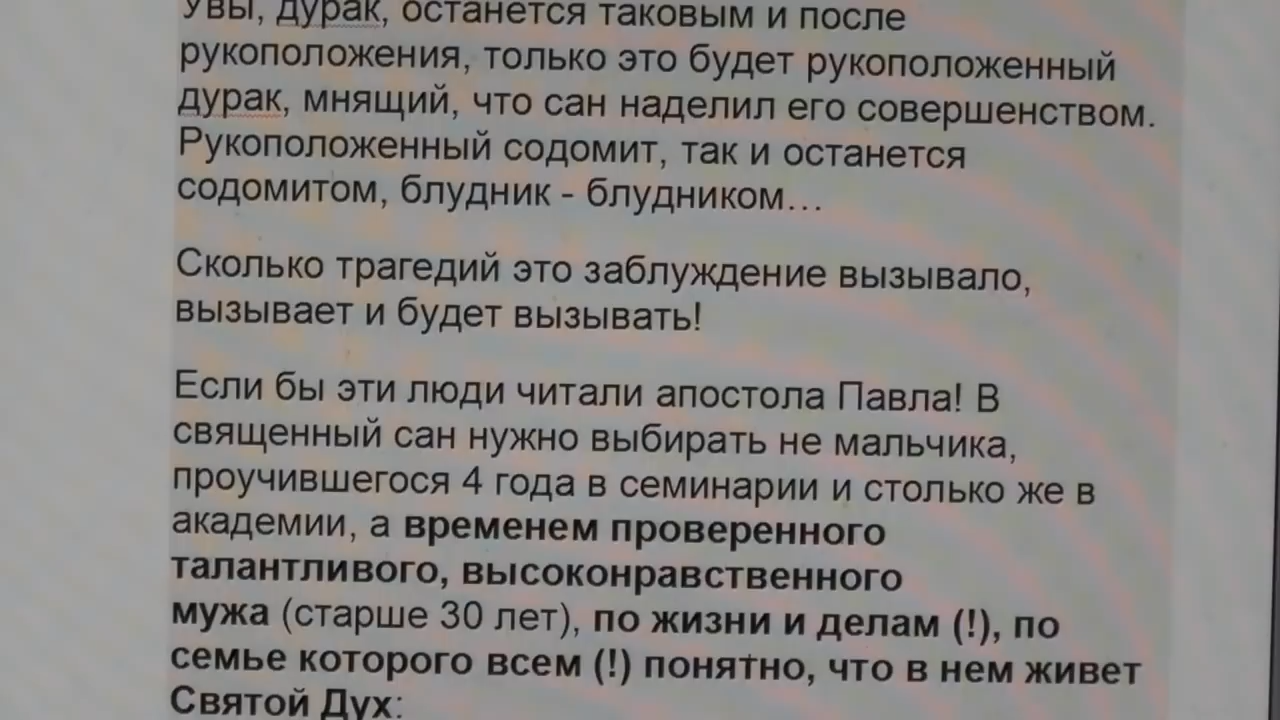 Увы, дурак, останется таковым и после
рукоположения, только это будет рукоположенный
дурак, мнящий, что сан наделил его совершенством.
Рукоположенный содомит, так и останется
содомитом, блудник - блудником...
Сколько трагедий это заблуждение вызывало,
вызывает и будет вызывать!
Если бы эти люди читали апостола Павла! В
священный сан нужно выбирать не мальчика,
проучившегося 4 года в семинарии и столько же в
академии, а временем проверенного
талантливого, высоконравственного
мужа (старше 30 лет), по жизни и делам (!), по
семье которого всем (!) понятно, что в нем живет
Святой Дух: